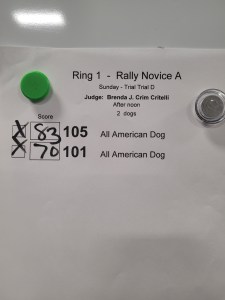 Ring 1 - Rally Novice A
Sunday - Trial Trial D
Judge: Brenda J. Crim Critelli
After noon
2 dogs
Score
X 83 105 All American Dog
X 70 101 All American Dog